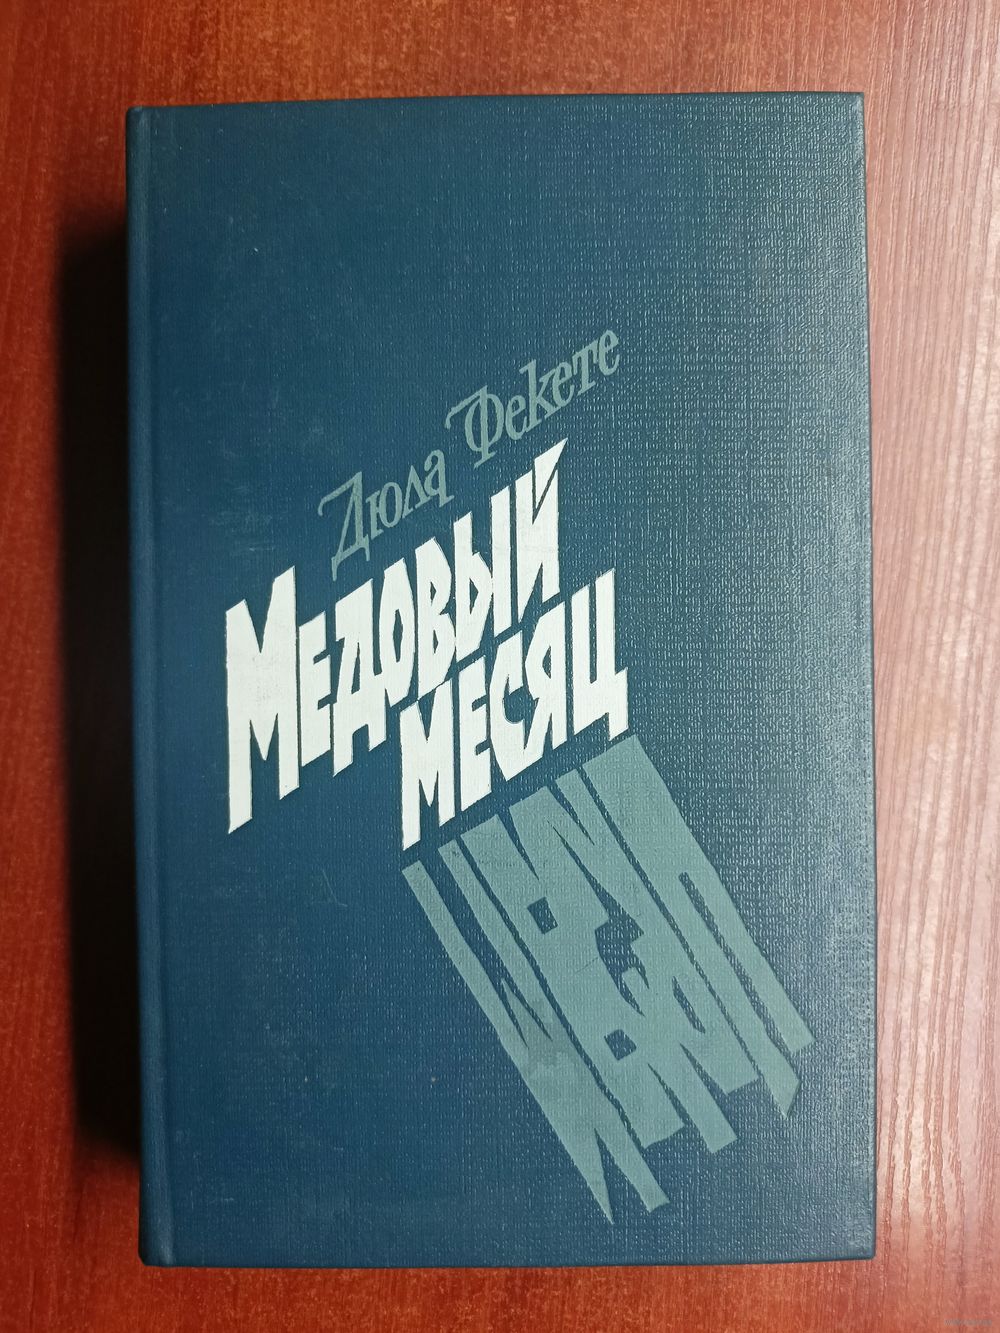 Дюла Фекете
Медовый
месяц